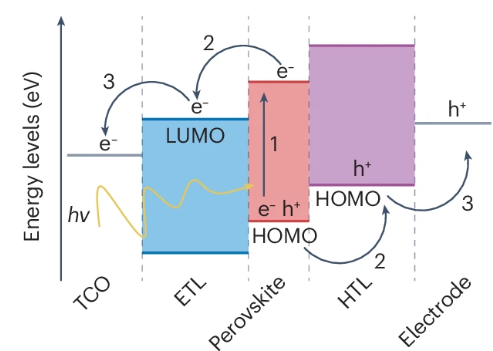 Energy levels (eV)
2
e⁻
3
e⁻
h⁺
LUMO
e⁻
1
h⁺
hν
e⁻ h⁺
HOMO
3
HOMO
2
TCO
ETL
Perovskite
HTL
Electrode